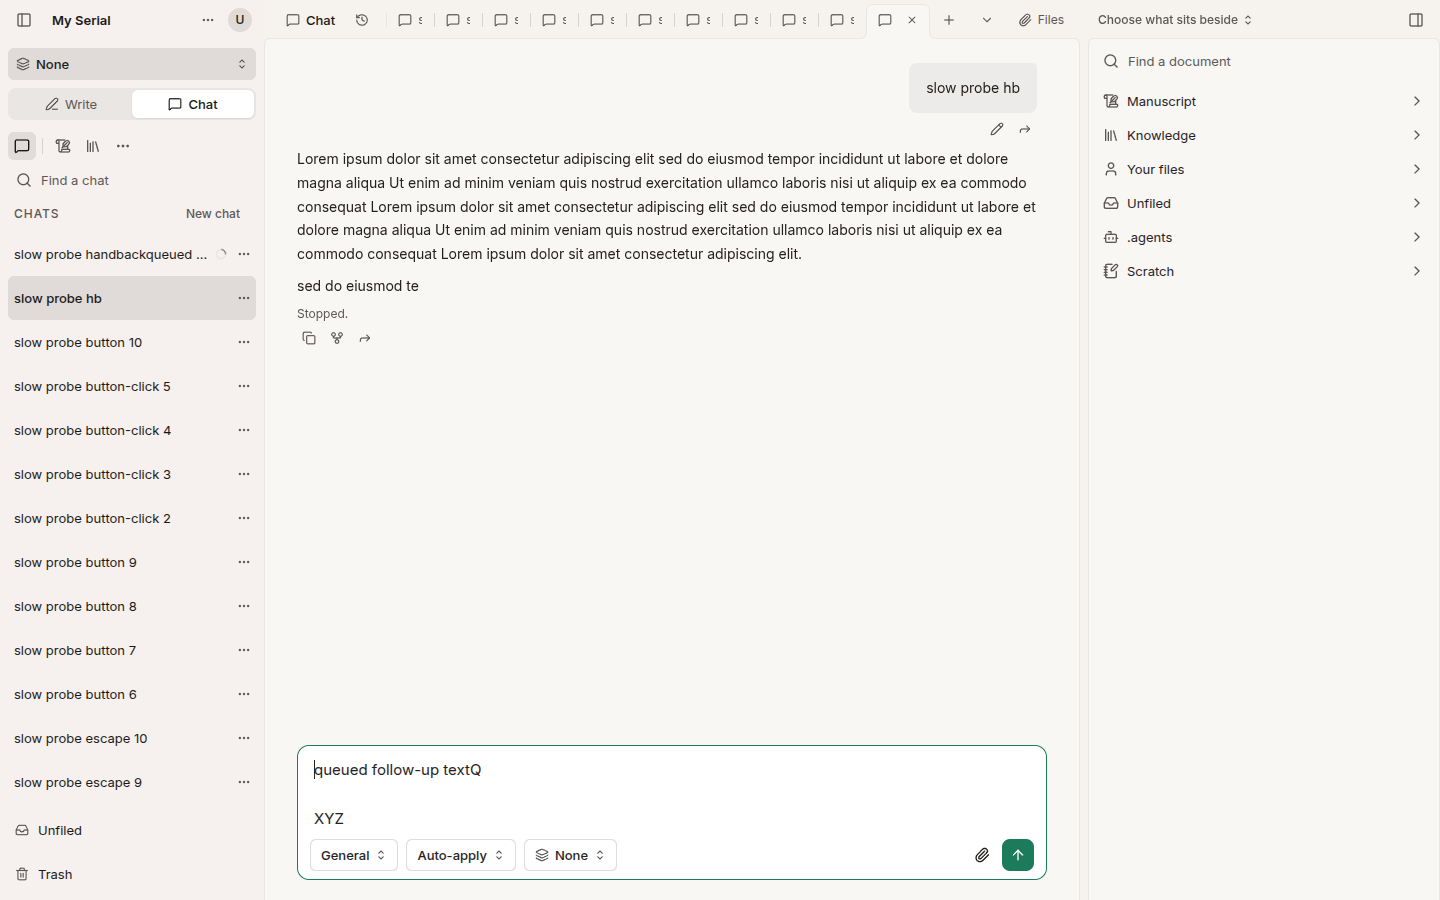 My Serial
U
None
Write
Chat
Find a chat
CHATS
New chat
slow probe handbackqueued ...
slow probe hb
slow probe button 10
slow probe button-click 5
slow probe button-click 4
slow probe button-click 3
slow probe button-click 2
slow probe button 9
slow probe button 8
slow probe button 7
slow probe button 6
slow probe escape 10
slow probe escape 9
Unfiled
Trash
Chat
Files
slow probe hb
Lorem ipsum dolor sit amet consectetur adipiscing elit sed do eiusmod tempor incididunt ut labore et dolore
magna aliqua Ut enim ad minim veniam quis nostrud exercitation ullamco laboris nisi ut aliquip ex ea commodo
consequat Lorem ipsum dolor sit amet consectetur adipiscing elit sed do eiusmod tempor incididunt ut labore et
dolore magna aliqua Ut enim ad minim veniam quis nostrud exercitation ullamco laboris nisi ut aliquip ex ea
commodo consequat Lorem ipsum dolor sit amet consectetur adipiscing elit.
sed do eiusmod te
Stopped.
queued follow-up textQ
XYZ
General
Auto-apply
None
Choose what sits beside
Find a document
Manuscript
Knowledge
Your files
Unfiled
.agents
Scratch